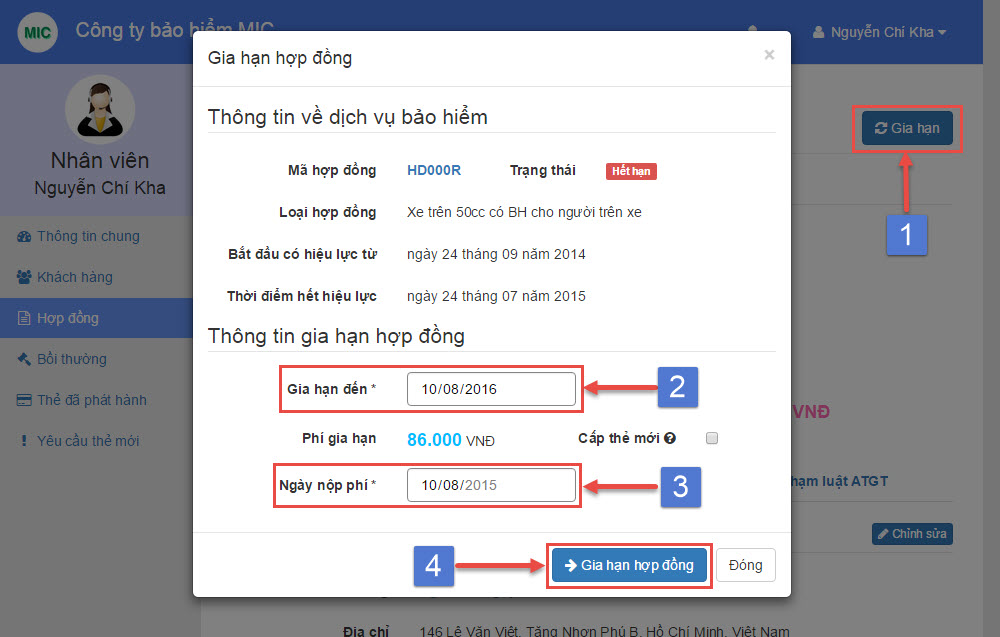 MIC
Công ty bảo hiểm MIC
Nguyễn Chí Kha
Nhân viên
Nguyễn Chí Kha
Thông tin chung
Khách hàng
Hợp đồng
Bồi thường
Thẻ đã phát hành
Yêu cầu thẻ mới
Gia hạn
1
Gia hạn hợp đồng ×
Thông tin về dịch vụ bảo hiểm
Mã hợp đồng HD000R Trạng thái Hết hạn
Loại hợp đồng Xe trên 50cc có BH cho người trên xe
Bắt đầu có hiệu lực từ ngày 24 tháng 09 năm 2014
Thời điểm hết hiệu lực ngày 24 tháng 07 năm 2015
Thông tin gia hạn hợp đồng
Gia hạn đến * 10/08/2016 2
Phí gia hạn 86.000 VNĐ Cấp thẻ mới
Ngày nộp phí * 10/08/2015 3
4 Gia hạn hợp đồng Đóng
VNĐ
luật ATGT
Chỉnh sửa
Địa chỉ 146 Lê Văn Việt, Tăng Nhơn Phú B, Hồ Chí Minh, Việt Nam